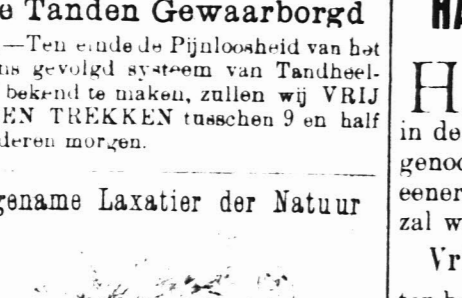 e Tanden Gewaarborgd
—Ten einde de Pijnloosheid van het
ns gevolgd systeem van Tandheel-
bekend te maken, zullen wij VRIJ
EN TREKKEN tusschen 9 en half
deren morgen.
gename Laxatier der Natuur
HA
H
in de
genoo
eener
zal w
Vr